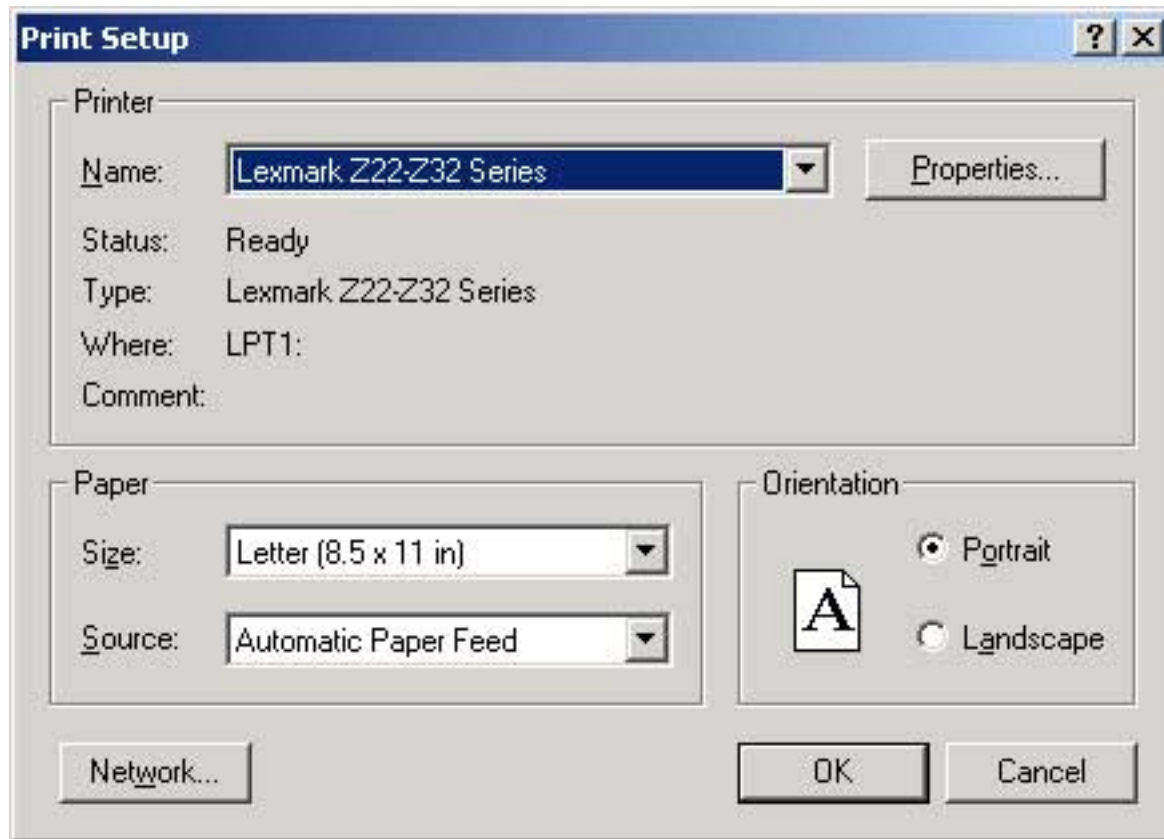 Print Setup
Printer
Name: Lexmark Z22-Z32 Series Properties...
Status: Ready
Type: Lexmark Z22-Z32 Series
Where: LPT1:
Comment:
Paper
Size: Letter (8.5 x 11 in)
Source: Automatic Paper Feed
Orientation
A
Portrait
Landscape
Network... OK Cancel